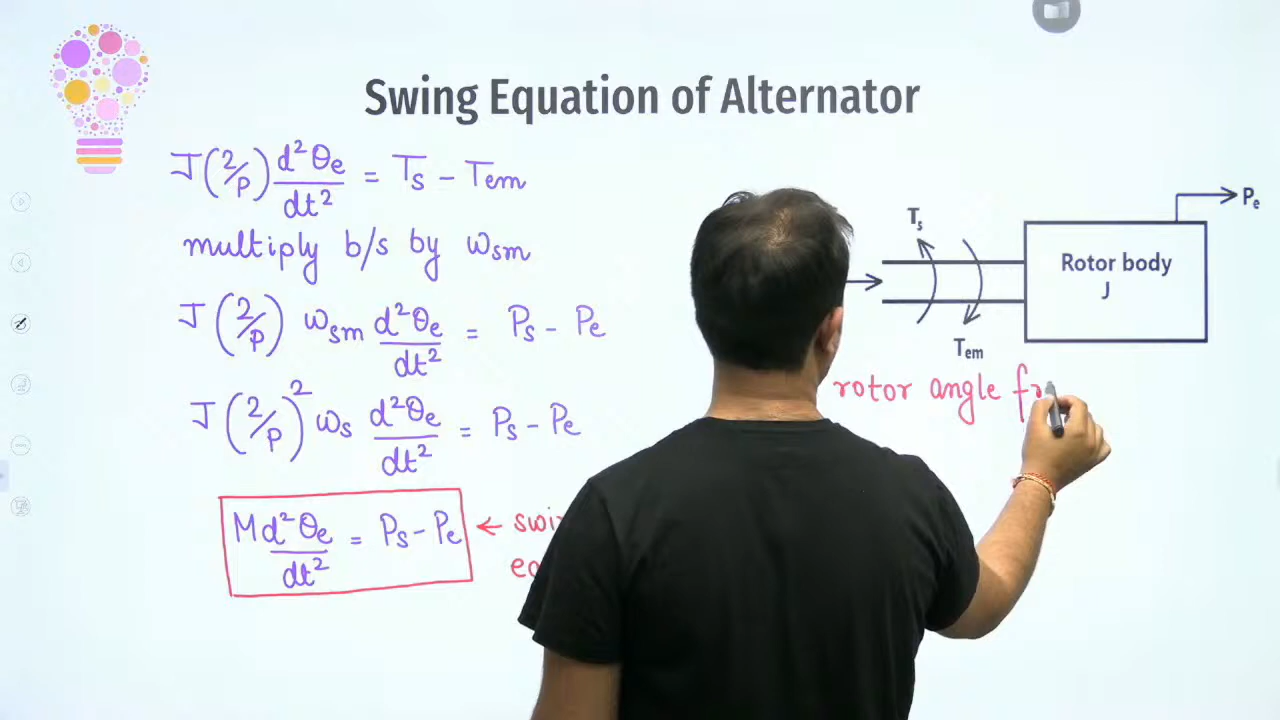 Swing Equation of Alternator
J(2/P) d²θe/dt² = Ts - Tem
multiply b/s by ωsm
J(2/P) ωsm d²θe/dt² = Ps - Pe
J(2/P)² ωs d²θe/dt² = Ps - Pe
M d²θe/dt² = Ps - Pe ←
Pe
Ts
Rotor body
J
Tem
rotor angle